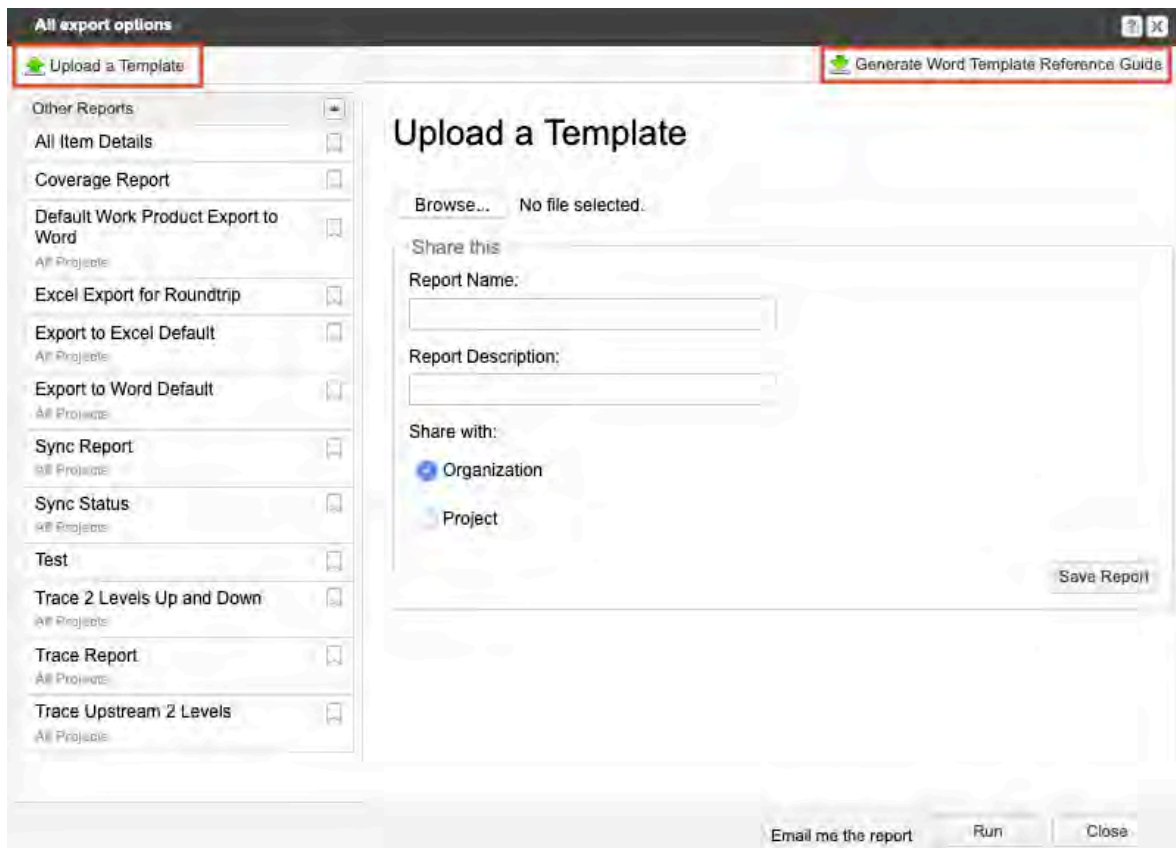 All export options
? X
Upload a Template
Generate Word Template Reference Guide
Other Reports
All Item Details
Coverage Report
Default Work Product Export to
Word
All Projects
Excel Export for Roundtrip
Export to Excel Default
All Projects
Export to Word Default
All Projects
Sync Report
All Projects
Sync Status
All Projects
Test
Trace 2 Levels Up and Down
All Projects
Trace Report
All Projects
Trace Upstream 2 Levels
All Projects
Upload a Template
Browse... No file selected.
Share this
Report Name:
Report Description:
Share with:
Organization
Project
Save Report
Email me the report
Run
Close